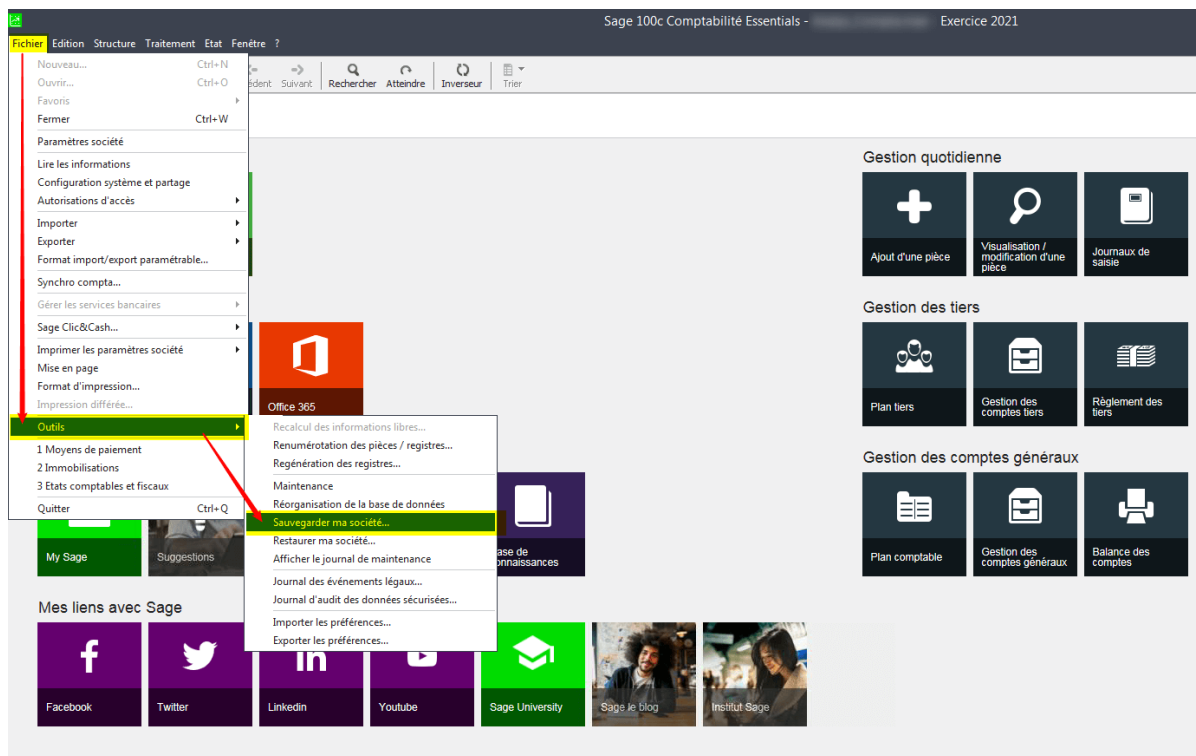 Sage 100c Comptabilité Essentials - Exercice 2021
Fichier Edition Structure Traitement Etat Fenêtre ?
Nouveau... Ctrl+N
Ouvrir... Ctrl+O
Favoris
Fermer Ctrl+W
Paramètres société
Lire les informations
Configuration système et partage
Autorisations d'accès
Importer
Exporter
Format import/export paramétrable...
Synchro compta...
Gérer les services bancaires
Sage Clic&Cash...
Imprimer les paramètres société
Mise en page
Format d'impression...
Impression différée...
Outils
1 Moyens de paiement
2 Immobilisations
3 Etats comptables et fiscaux
Quitter Ctrl+Q
Suivant Rechercher Atteindre Inverseur Trier
Office 365
Recalcul des informations libres...
Renumérotation des pièces / registres...
Regénération des registres...
Maintenance
Réorganisation de la base de données
Sauvegarder ma société...
Restaurer ma société...
Afficher le journal de maintenance
Journal des événements légaux...
Journal d'audit des données sécurisées...
Importer les préférences...
Exporter les préférences...
My Sage
Suggestions
Gestion quotidienne
Ajout d'une pièce
Visualisation /
modification d'une
pièce
Journaux de
saisie
Gestion des tiers
Plan tiers
Gestion des
comptes tiers
Règlement des
tiers
Gestion des comptes généraux
Plan comptable
Gestion des
comptes généraux
Balance des
comptes
Mes liens avec Sage
Facebook
Twitter
Linkedin
Youtube
Sage University
Sage le blog
Institut Sage